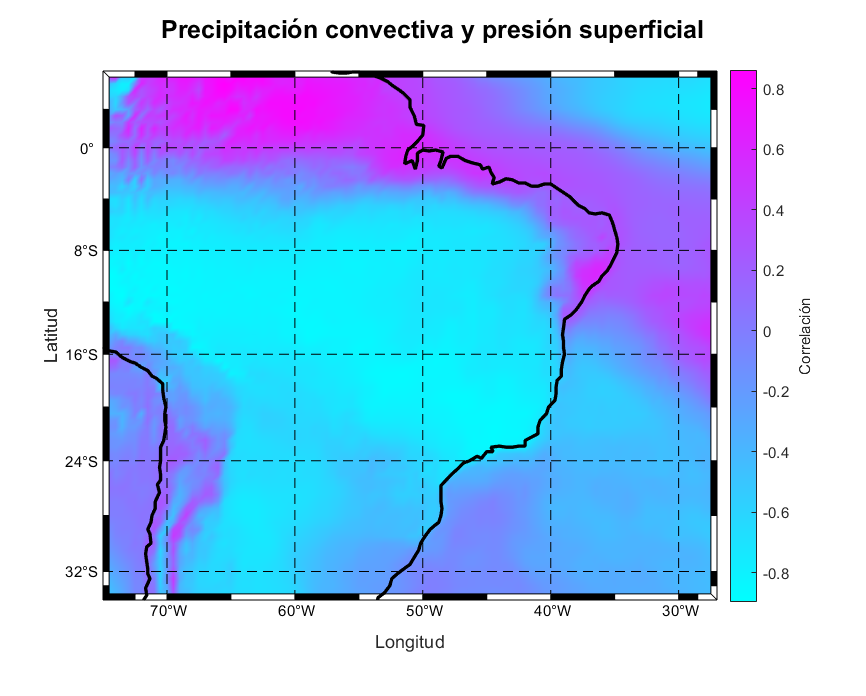 Precipitación convectiva y presión superficial
0°
8°S
16°S
24°S
32°S
Latitud
70°W
60°W
50°W
40°W
30°W
Longitud
0.8
0.6
0.4
0.2
0
-0.2
-0.4
-0.6
-0.8
Correlación